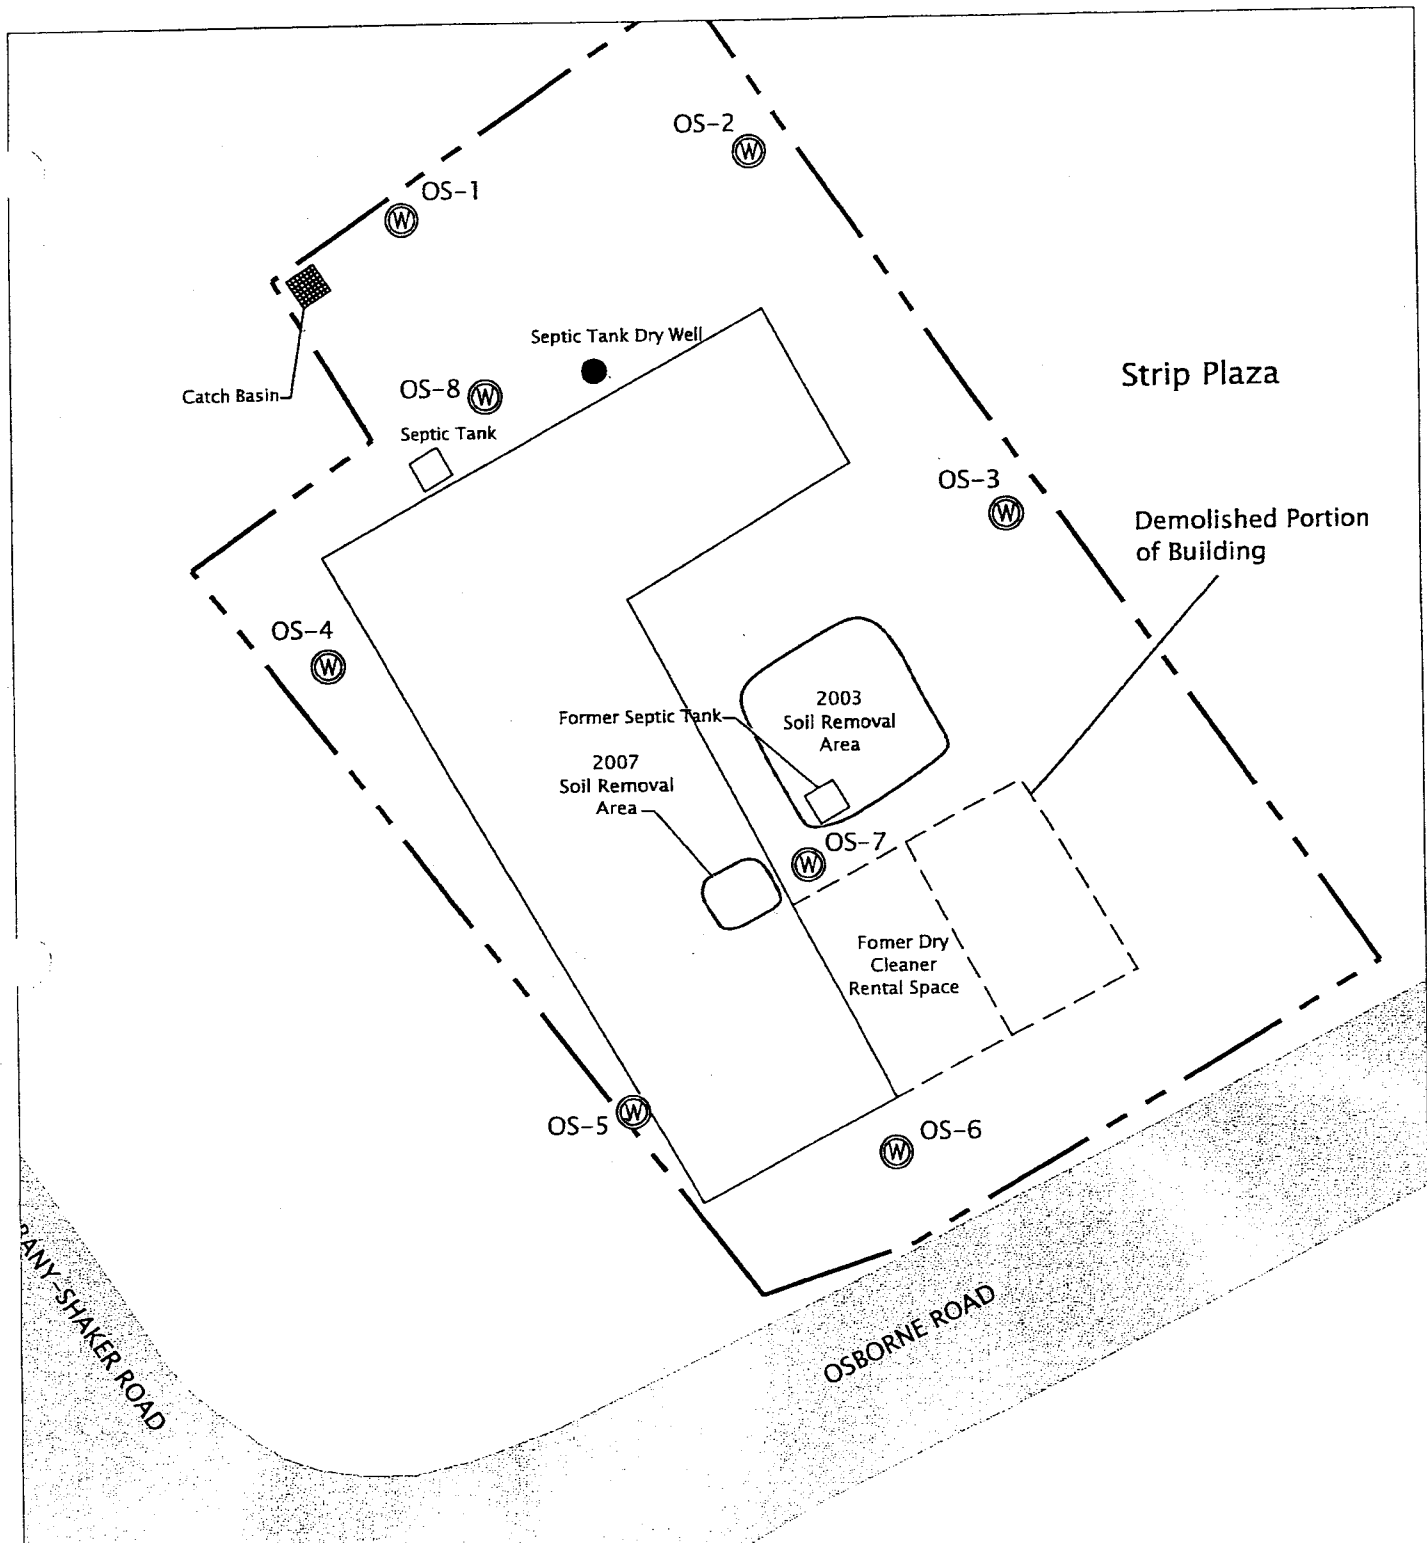 OS-2
W
OS-1
W
Septic Tank Dry Well
Strip Plaza
Catch Basin
OS-8
W
Septic Tank
OS-3
W
Demolished Portion
of Building
OS-4
W
2003
Soil Removal
Area
Former Septic Tank
2007
Soil Removal
Area
OS-7
W
Fomer Dry
Cleaner
Rental Space
OS-5
W
OS-6
W
OSBORNE ROAD
BANY-SHAKER ROAD